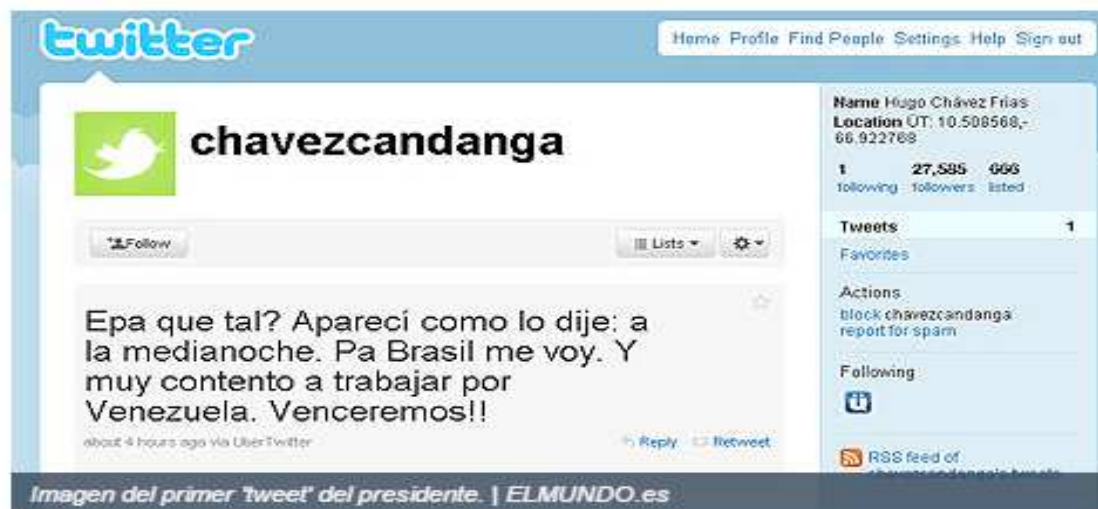 twitter
Home Profile Find People Settings Help Sign out
chavezcandanga
Follow
Lists
Epa que tal? Aparecí como lo dije: a
la medianoche. Pa Brasil me voy. Y
muy contento a trabajar por
Venezuela. Venceremos!!
about 4 hours ago via UberTwitter
Reply Retweet
Name Hugo Chávez Frias
Location ÜT: 10.508568,-
66.922768
1 27,585 666
following followers listed
Tweets 1
Favorites
Actions
block chavezcandanga
report for spam
Following
RSS feed of
chavezcandanga's tweets
Imagen del primer 'tweet' del presidente. | ELMUNDO.es